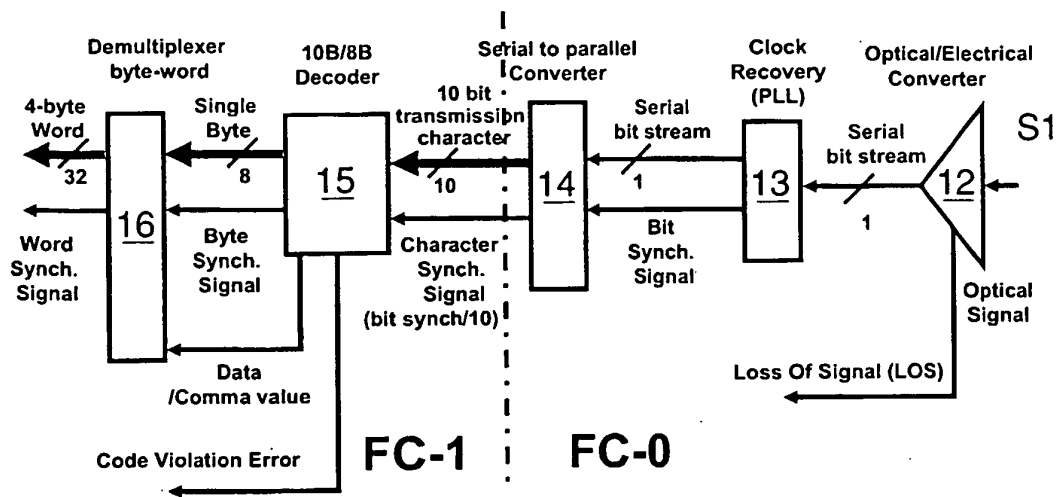 Demultiplexer
byte-word
10B/8B
Decoder
Serial to parallel
Converter
Clock
Recovery
(PLL)
Optical/Electrical
Converter
4-byte
Word
32
Single
Byte
8
10 bit
transmission
character
10
Serial
bit stream
1
Serial
bit stream
1
S1
16
15
14
13
12
Word
Synch.
Signal
Byte
Synch.
Signal
Character
Synch.
Signal
(bit synch/10)
Bit
Synch.
Signal
Optical
Signal
Data
/Comma value
Loss Of Signal (LOS)
Code Violation Error
FC-1
FC-0